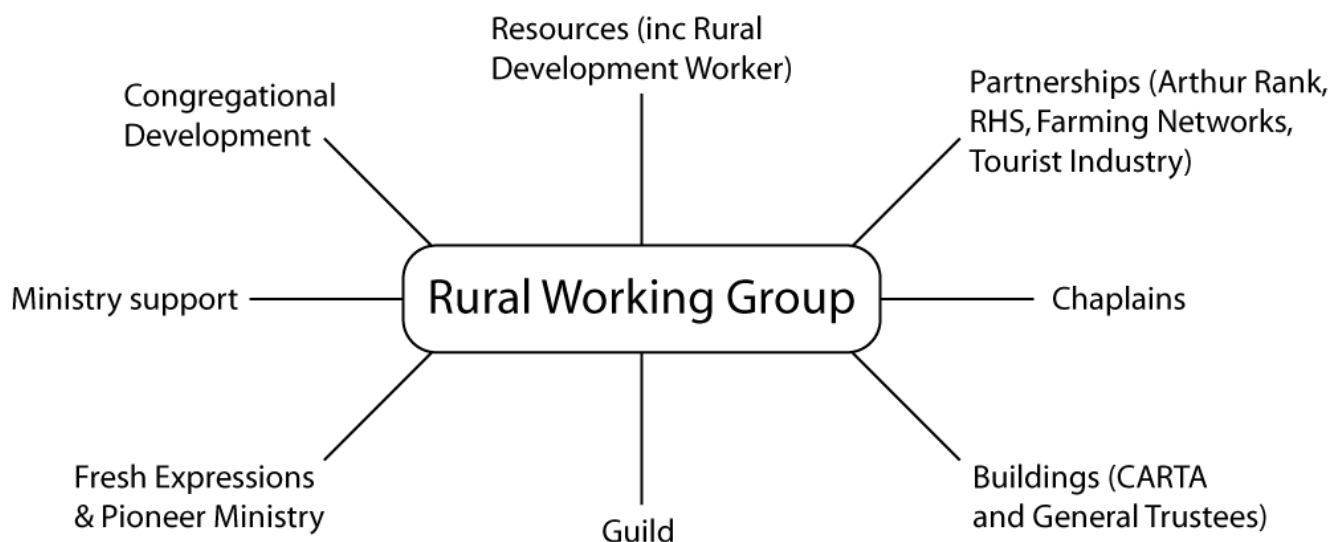 Resources (inc Rural
Development Worker)
Congregational
Development
Partnerships (Arthur Rank,
RHS, Farming Networks,
Tourist Industry)
Ministry support
Rural Working Group
Chaplains
Fresh Expressions
& Pioneer Ministry
Guild
Buildings (CARTA
and General Trustees)